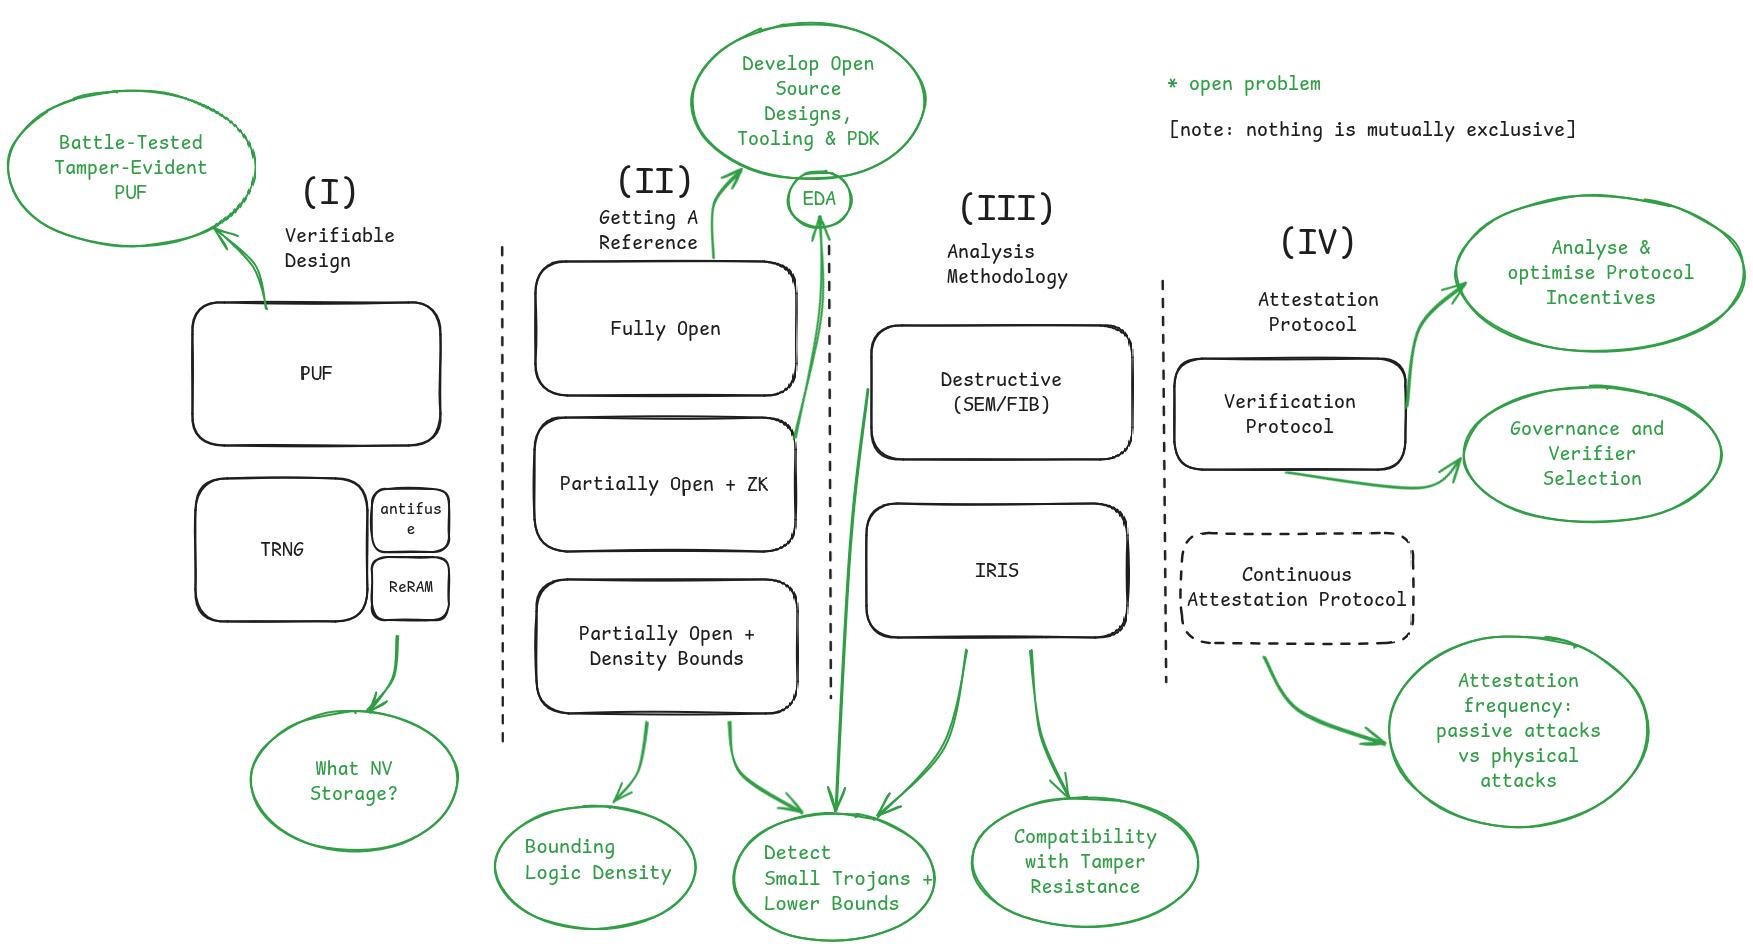 * open problem
[note: nothing is mutually exclusive]
Battle-Tested
Tamper-Evident
PUF
(I)
Verifiable
Design
PUF
TRNG
antifus
e
ReRAM
What NV
Storage?
Develop Open
Source
Designs,
Tooling & PDK
EDA
(II)
Getting A
Reference
Fully Open
Partially Open + ZK
Partially Open +
Density Bounds
Bounding
Logic Density
Detect
Small Trojans +
Lower Bounds
(III)
Analysis
Methodology
Destructive
(SEM/FIB)
IRIS
Compatibility
with Tamper
Resistance
(IV)
Attestation
Protocol
Verification
Protocol
Continuous
Attestation Protocol
Analyse &
optimise Protocol
Incentives
Governance and
Verifier
Selection
Attestation
frequency:
passive attacks
vs physical
attacks